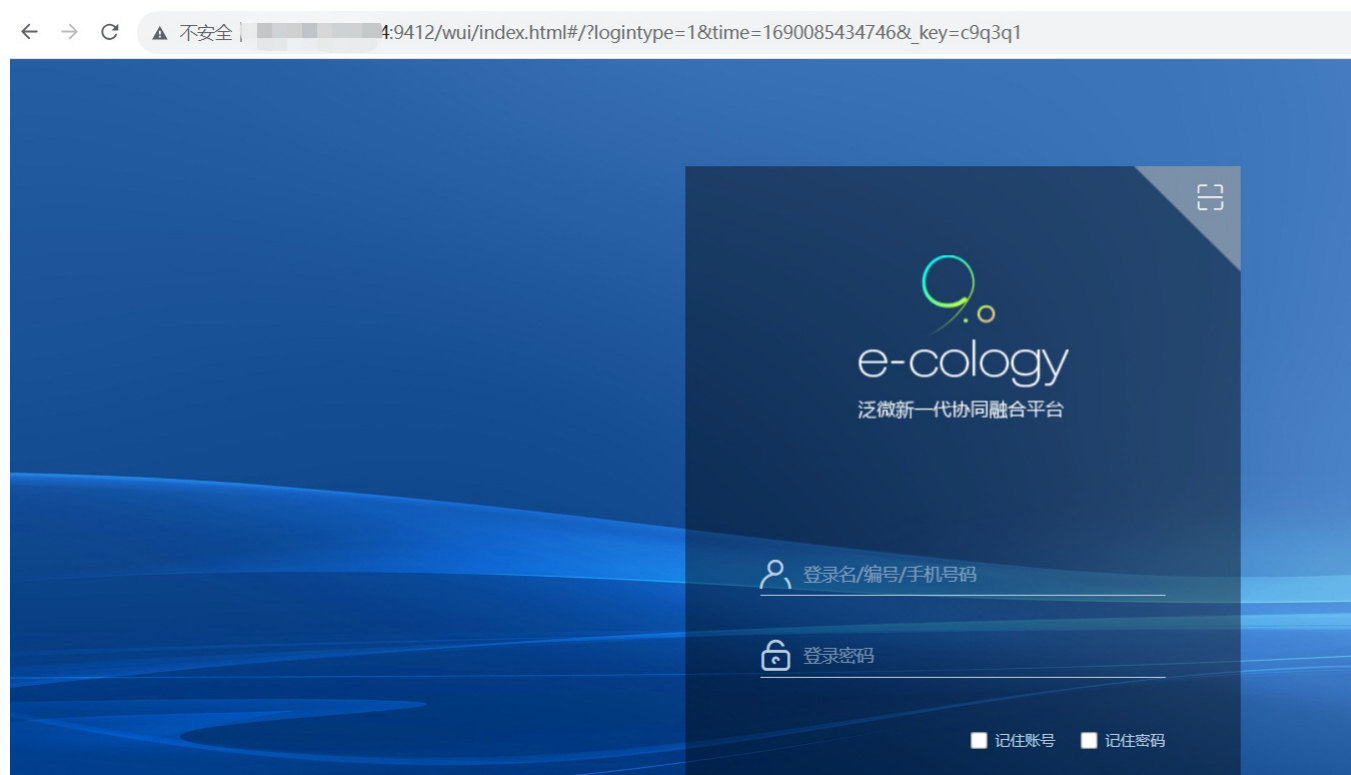 不安全 4:9412/wui/index.html#/?logintype=1&time=1690085434746&_key=c9q3q1
9.0
e-cology
泛微新一代协同融合平台
登录名/编号/手机号码
登录密码
记住账号 记住密码